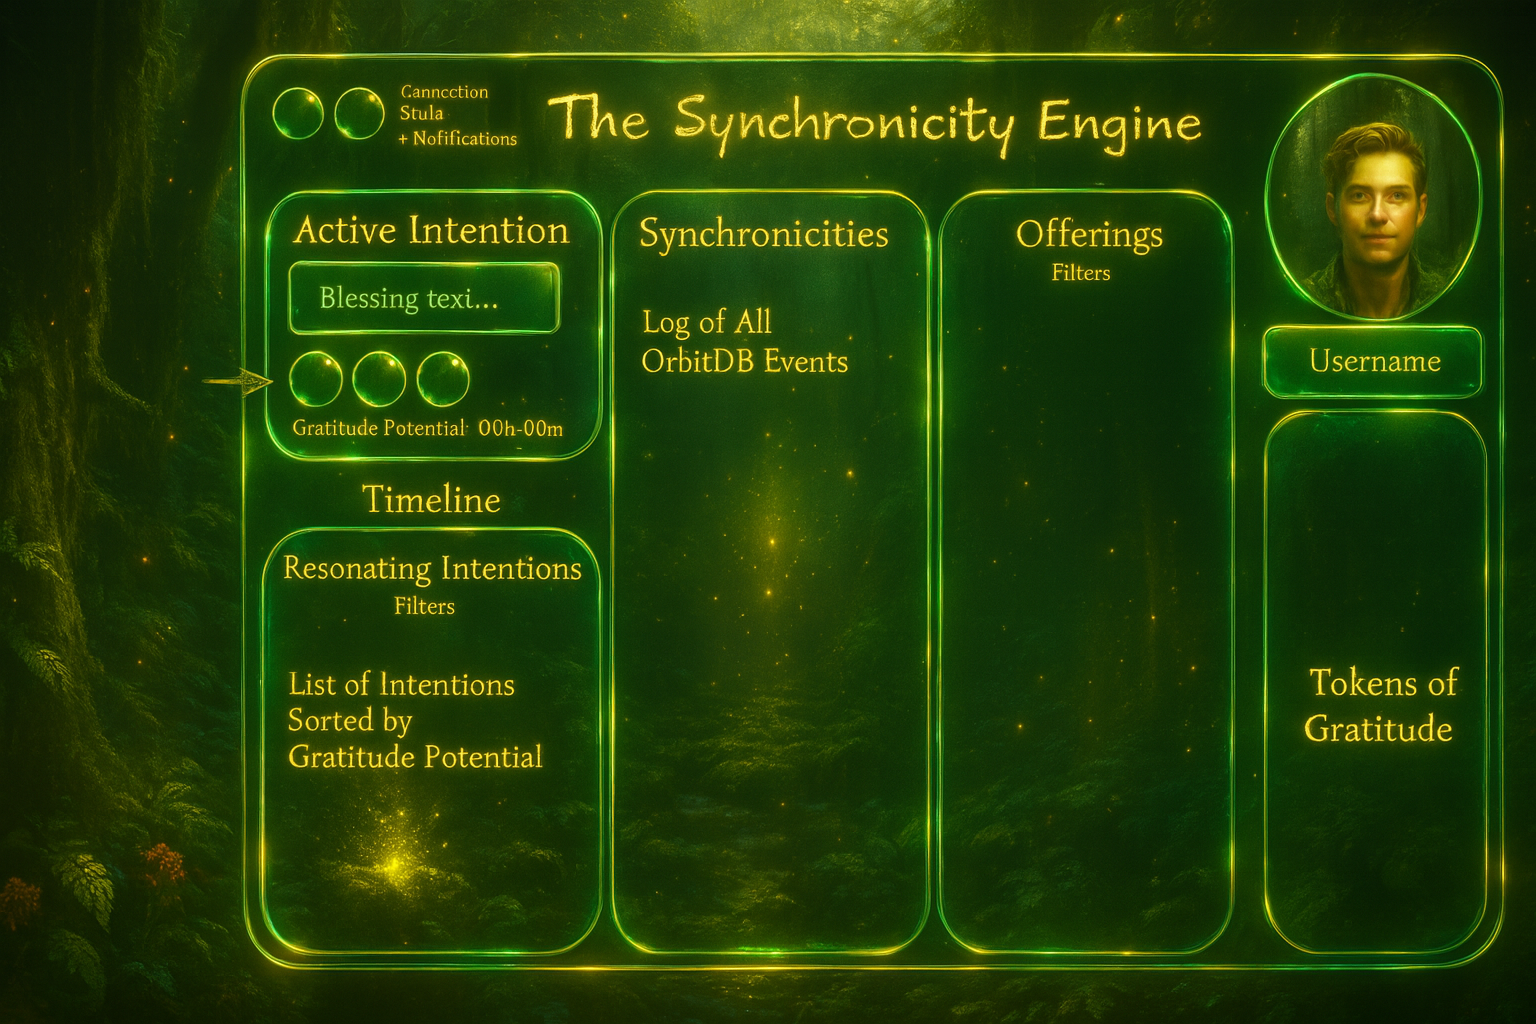 Cannection
Stula
+ Nofifications
The Synchronicity Engine
Active Intention
Blessing texi...
Gratitude Potential 00h-00m
Timeline
Resonating Intentions
Filters
List of Intentions
Sorted by
Gratitude Potential
Synchronicities
Log of All
OrbitDB Events
Offerings
Filters
Username
Tokens of
Gratitude